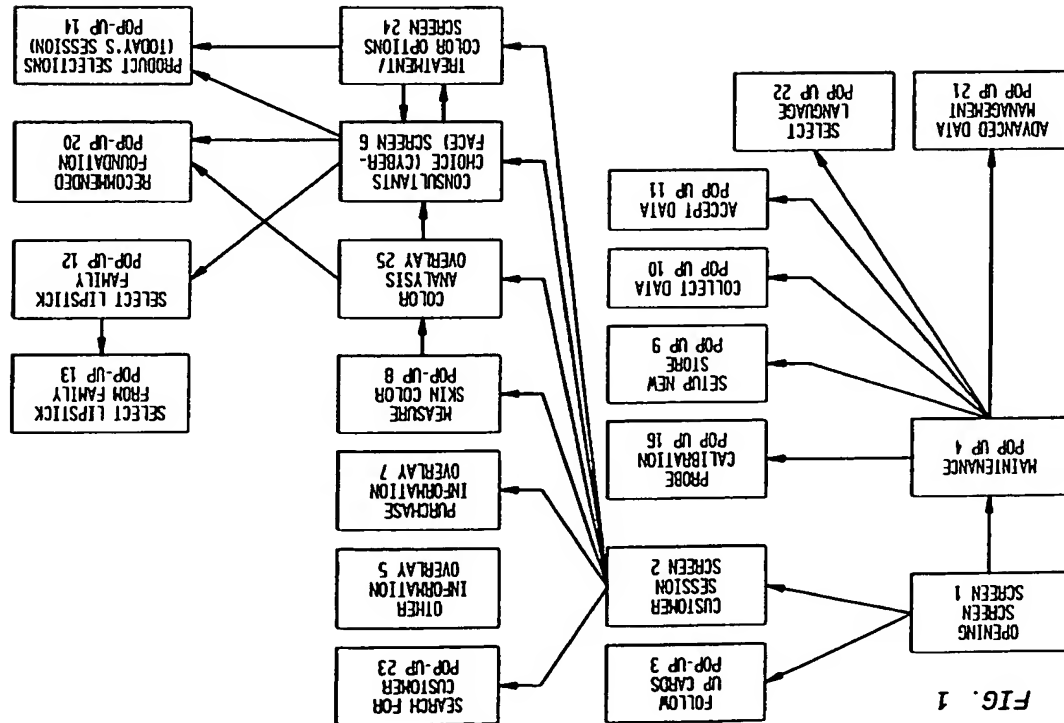 FIG. 1
OPENING
SCREEN
SCREEN 1
MAINTENANCE
POP UP 4
ADVANCED DATA
MANAGEMENT
POP UP 21
FOLLOW
UP CARDS
POP-UP 3
CUSTOMER
SESSION
SCREEN 2
PROBE
CALIBRATION
POP UP 16
SETUP NEW
STORE
POP UP 9
COLLECT DATA
POP UP 10
ACCEPT DATA
POP UP 11
SELECT
LANGUAGE
POP UP 22
SEARCH FOR
CUSTOMER
POP-UP 23
OTHER
INFORMATION
OVERLAY 5
PURCHASE
INFORMATION
OVERLAY 7
MEASURE
SKIN COLOR
POP-UP 8
COLOR
ANALYSIS
OVERLAY 25
CONSULTANTS
CHOICE (CYBER-
FACE) SCREEN 6
TREATMENT/
COLOR OPTIONS
SCREEN 24
SELECT LIPSTICK
FROM FAMILY
POP-UP 13
SELECT LIPSTICK
FAMILY
POP-UP 12
RECOMMENDED
FOUNDATION
POP-UP 20
PRODUCT SELECTIONS
(TODAY'S SESSION)
POP-UP 14